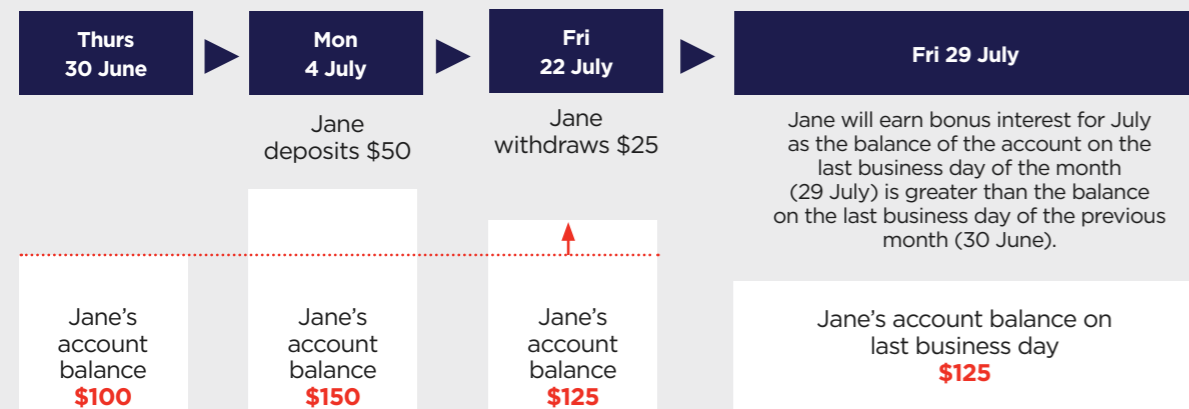 Thurs
30 June
Mon
4 July
Fri
22 July
Fri 29 July
Jane
deposits $50
Jane
withdraws $25
Jane will earn bonus interest for July
as the balance of the account on the
last business day of the month
(29 July) is greater than the balance
on the last business day of the previous
month (30 June).
Jane’s
account
balance
$100
Jane’s
account
balance
$150
Jane’s
account
balance
$125
Jane’s account balance on
last business day
$125